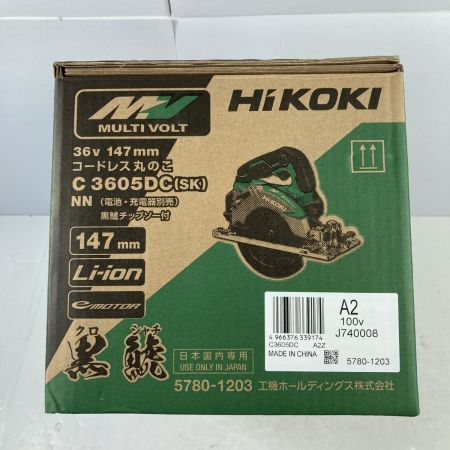 MV
MULTI VOLT
HiKOKI
36v 147mm
コードレス丸のこ
C 3605DC(SK)
NN (電池・充電器別売)
黒鯱チップソー付
147mm
Li-ion
e MOTOR
クロ シャチ
黒鯱
日本国内専用
USE ONLY IN JAPAN
5780-1203 工機ホールディングス株式会社
A2
100v
J740008
4 966376 339174
C3605DC A2Z
MADE IN CHINA
5780-1203